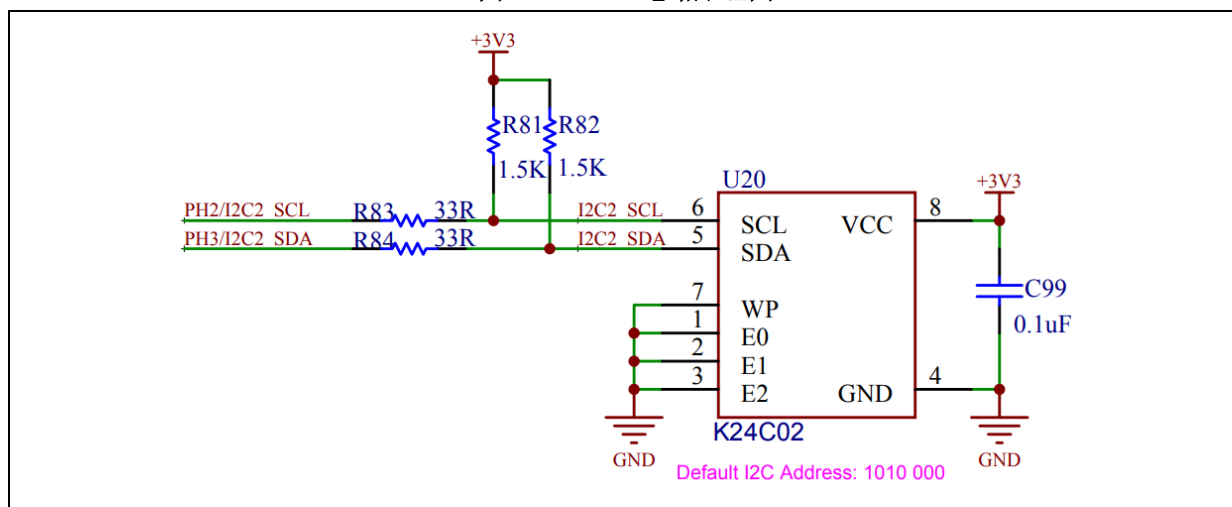 +3V3
R81
R82
1.5K
1.5K
U20
+3V3
PH2/I2C2_SCL
R83
33R
I2C2_SCL
6
SCL
VCC
8
PH3/I2C2_SDA
R84
33R
I2C2_SDA
5
SDA
7
WP
C99
1
E0
0.1uF
2
E1
3
E2
GND
4
K24C02
GND
GND
Default I2C Address: 1010 000